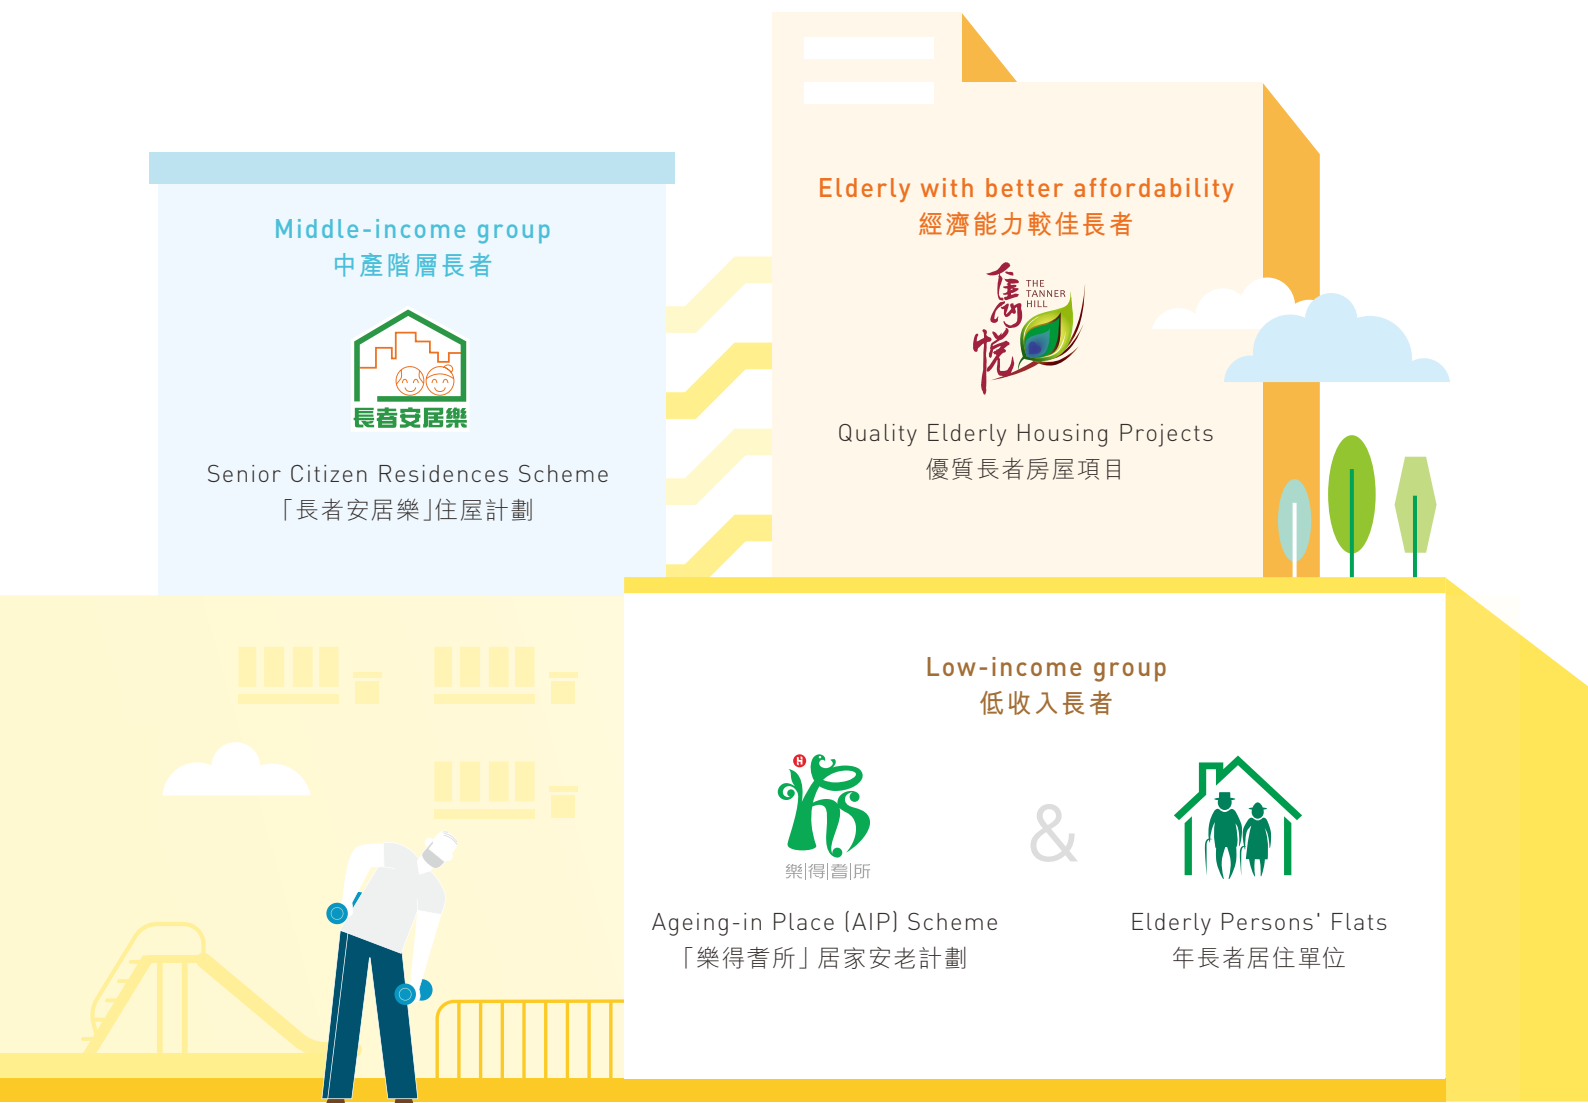 Middle-income group
中產階層長者
長者安居樂
Senior Citizen Residences Scheme
「長者安居樂」住屋計劃
Elderly with better affordability
經濟能力較佳長者
雋悅
THE
TANNER
HILL
Quality Elderly Housing Projects
優質長者房屋項目
Low-income group
低收入長者
樂|得|耆|所
Ageing-in Place (AIP) Scheme
「樂得耆所」居家安老計劃
&
Elderly Persons' Flats
年長者居住單位